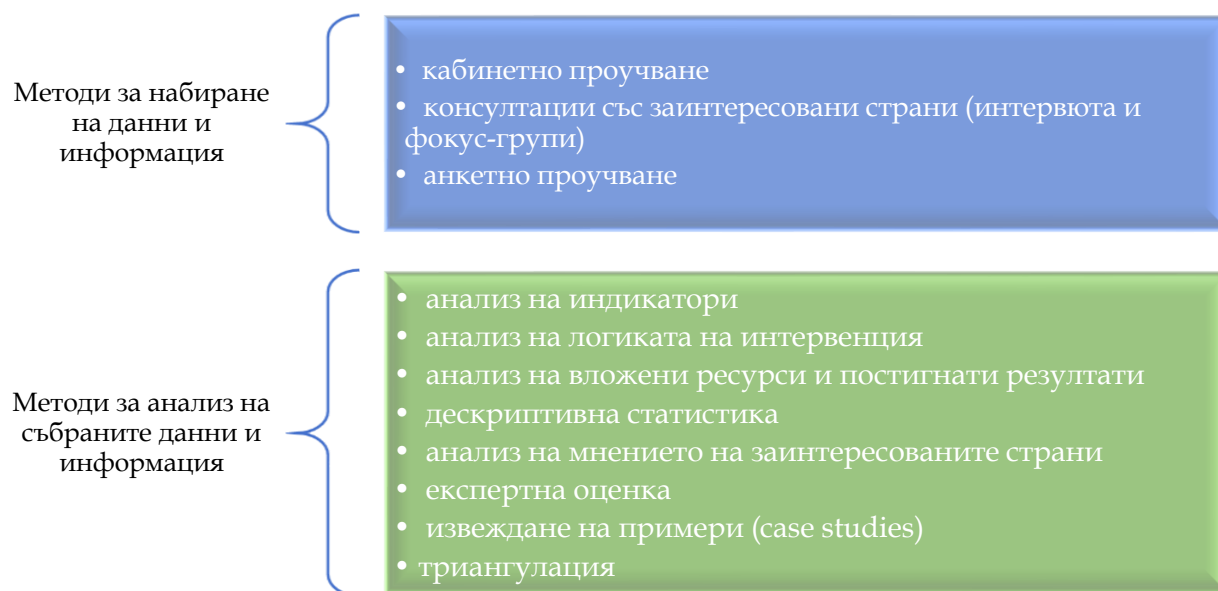 Методи за набиране
на данни и
информация
• кабинетно проучване
• консултации със заинтересовани страни (интервюта и
фокус-групи)
• анкетно проучване
Методи за анализ на
събраните данни и
информация
• анализ на индикатори
• анализ на логиката на интервенция
• анализ на вложени ресурси и постигнати резултати
• дескриптивна статистика
• анализ на мнението на заинтересованите страни
• експертна оценка
• извеждане на примери (case studies)
• триангулация